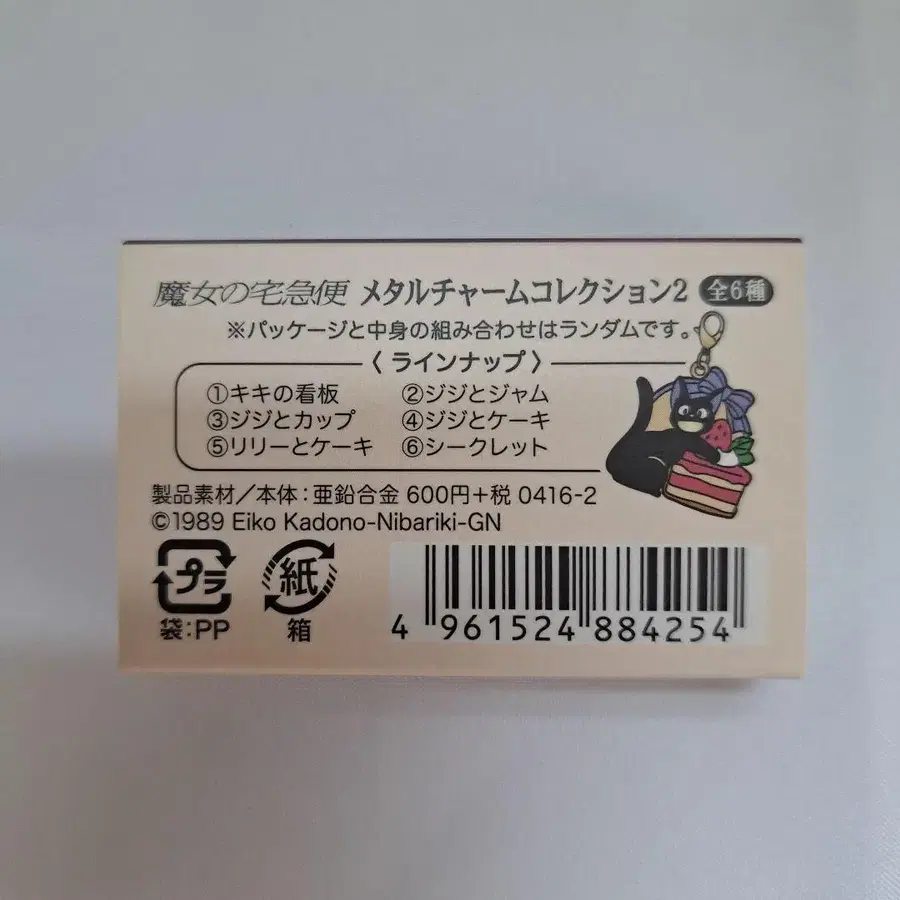 魔女の宅急便 メタルチャームコレクション2 全6種
※パッケージと中身の組み合わせはランダムです。
〈 ラインナップ 〉
①キキの看板 ②ジジとジャム
③ジジとカップ ④ジジとケーキ
⑤リリーとケーキ ⑥シークレット
製品素材／本体：亜鉛合金 600円+税 0416-2
©1989 Eiko Kadono-Nibariki-GN
プラ 紙
袋：PP 箱
4 961524 884254